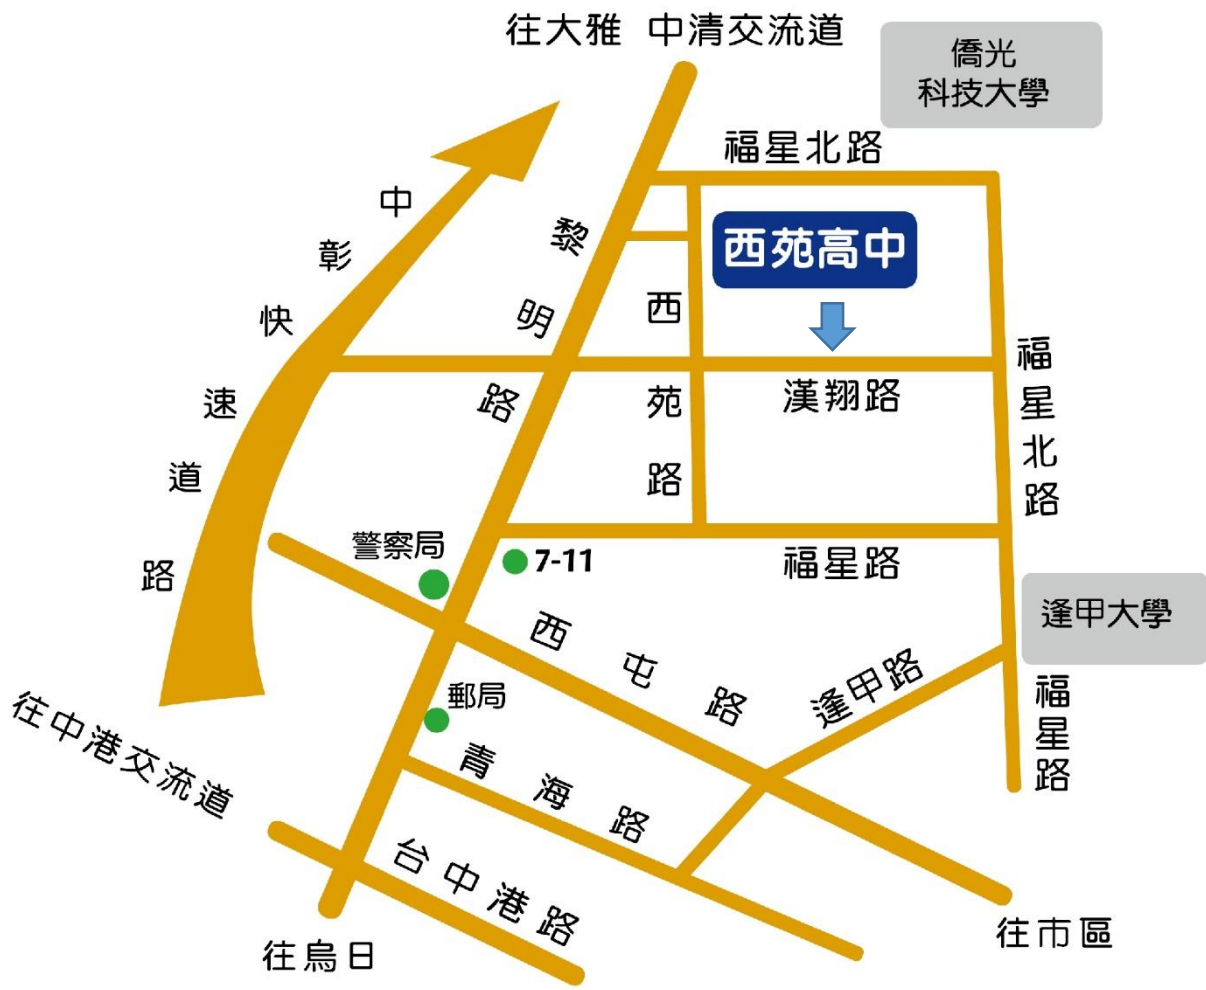 往大雅 中清交流道
僑光
科技大學
福星北路
中彰快速道路
黎明路
西苑路
西苑高中
漢翔路
福星北路
警察局
7-11
福星路
西屯路
逢甲路
逢甲大學
福星路
郵局
青海路
往中港交流道
台中港路
往烏日
往市區